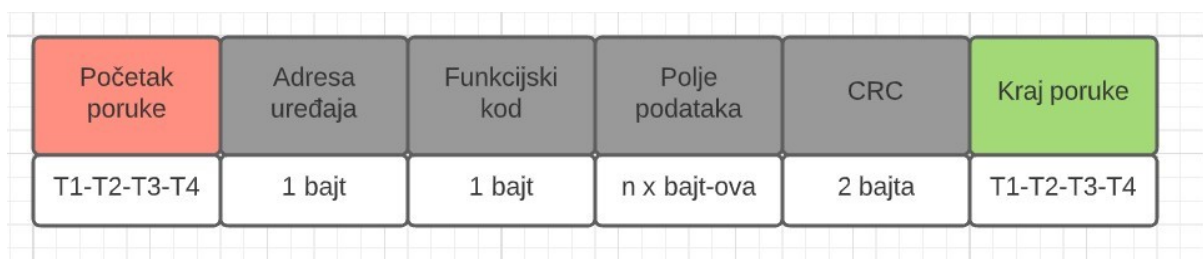 Početak
poruke
Adresa
uređaja
Funkcijski
kod
Polje
podataka
CRC
Kraj poruke
T1-T2-T3-T4
1 bajt
1 bajt
n x bajt-ova
2 bajta
T1-T2-T3-T4